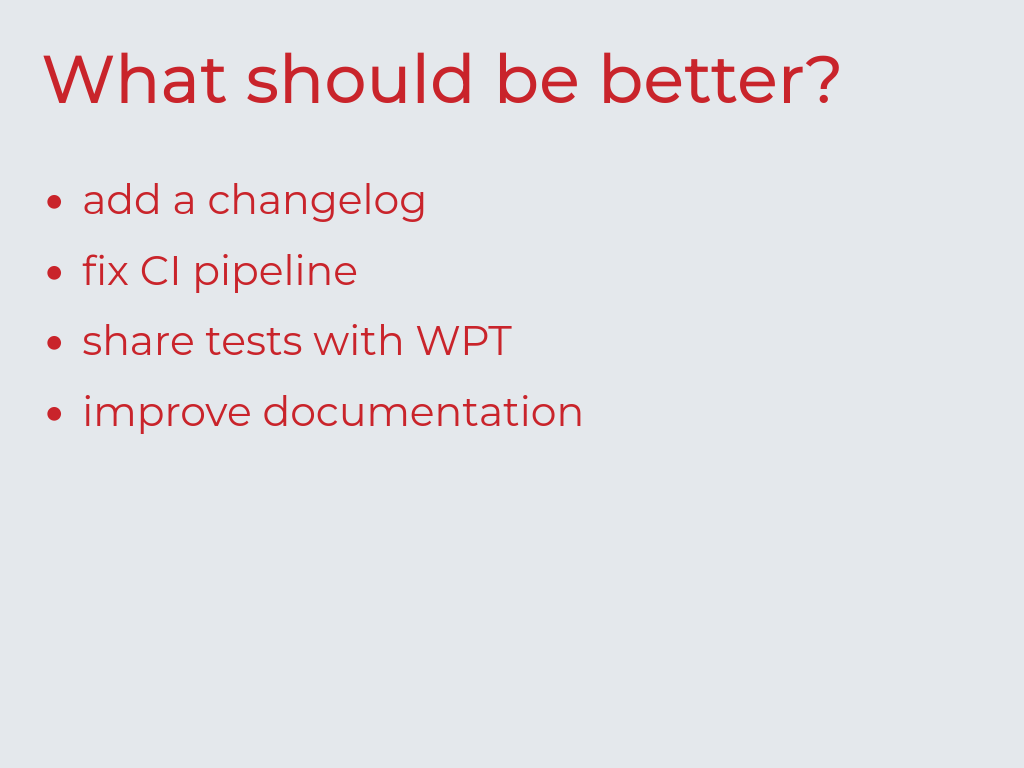 What should be better?
• add a changelog
• fix CI pipeline
• share tests with WPT
• improve documentation